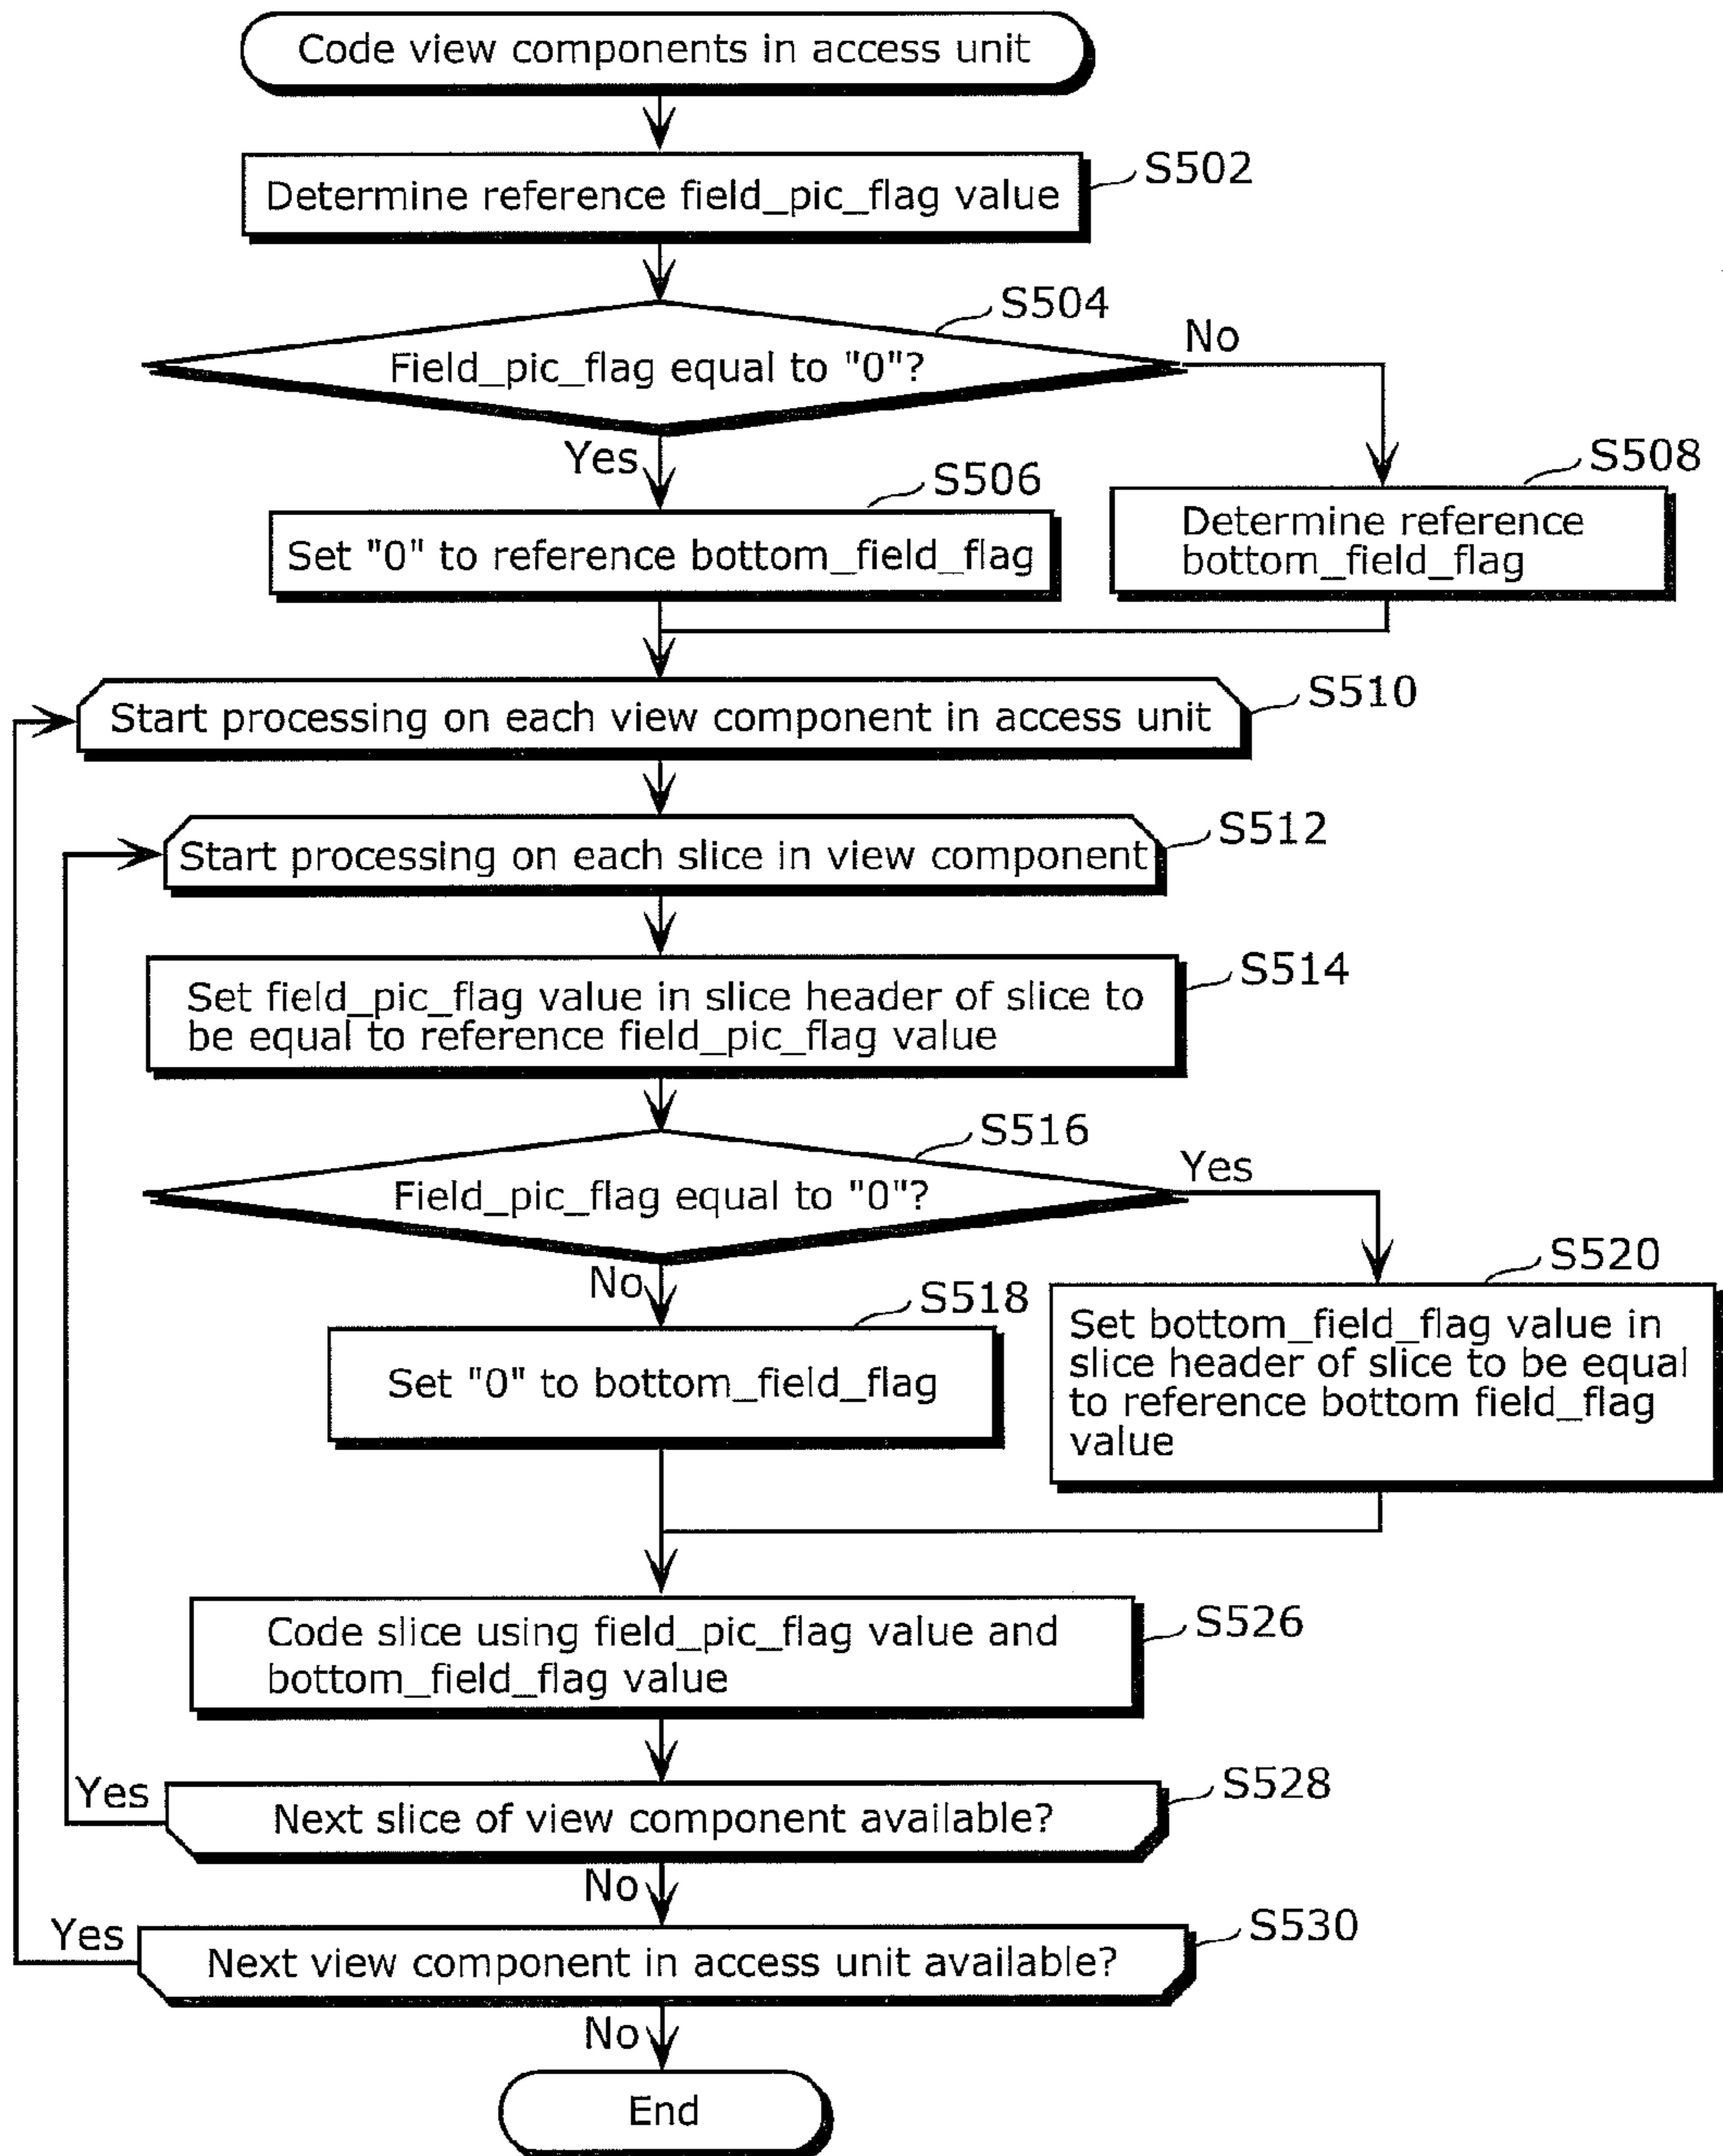 Code view components in access unit
S502
Determine reference field_pic_flag value
S504
Field_pic_flag equal to "0"?
No
Yes
S506
Set "0" to reference bottom_field_flag
S508
Determine reference
bottom_field_flag
S510
Start processing on each view component in access unit
S512
Start processing on each slice in view component
S514
Set field_pic_flag value in slice header of slice to
be equal to reference field_pic_flag value
S516
Field_pic_flag equal to "0"?
Yes
No
S518
Set "0" to bottom_field_flag
S520
Set bottom_field_flag value in
slice header of slice to be equal
to reference bottom field_flag
value
S526
Code slice using field_pic_flag value and
bottom_field_flag value
S528
Yes
Next slice of view component available?
No
S530
Yes
Next view component in access unit available?
No
End